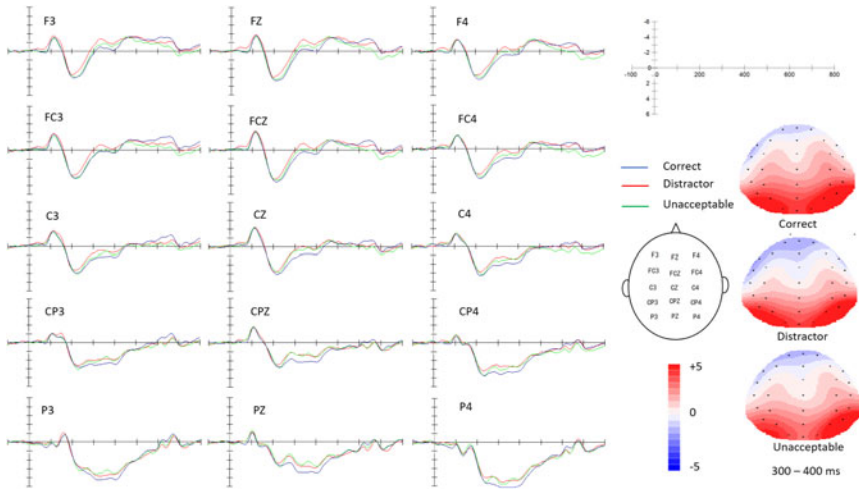 F3
FZ
F4
-8
-6
-4
-2
0
2
4
6
-100
0
200
400
600
800
FC3
FCZ
FC4
Correct
Distractor
Unacceptable
Correct
C3
CZ
C4
F3 FZ F4
FC3 FCZ FC4
C3 CZ C4
CP3 CPZ CP4
P3 PZ P4
Distractor
CP3
CPZ
CP4
+5
0
-5
P3
PZ
P4
Unacceptable
300 – 400 ms